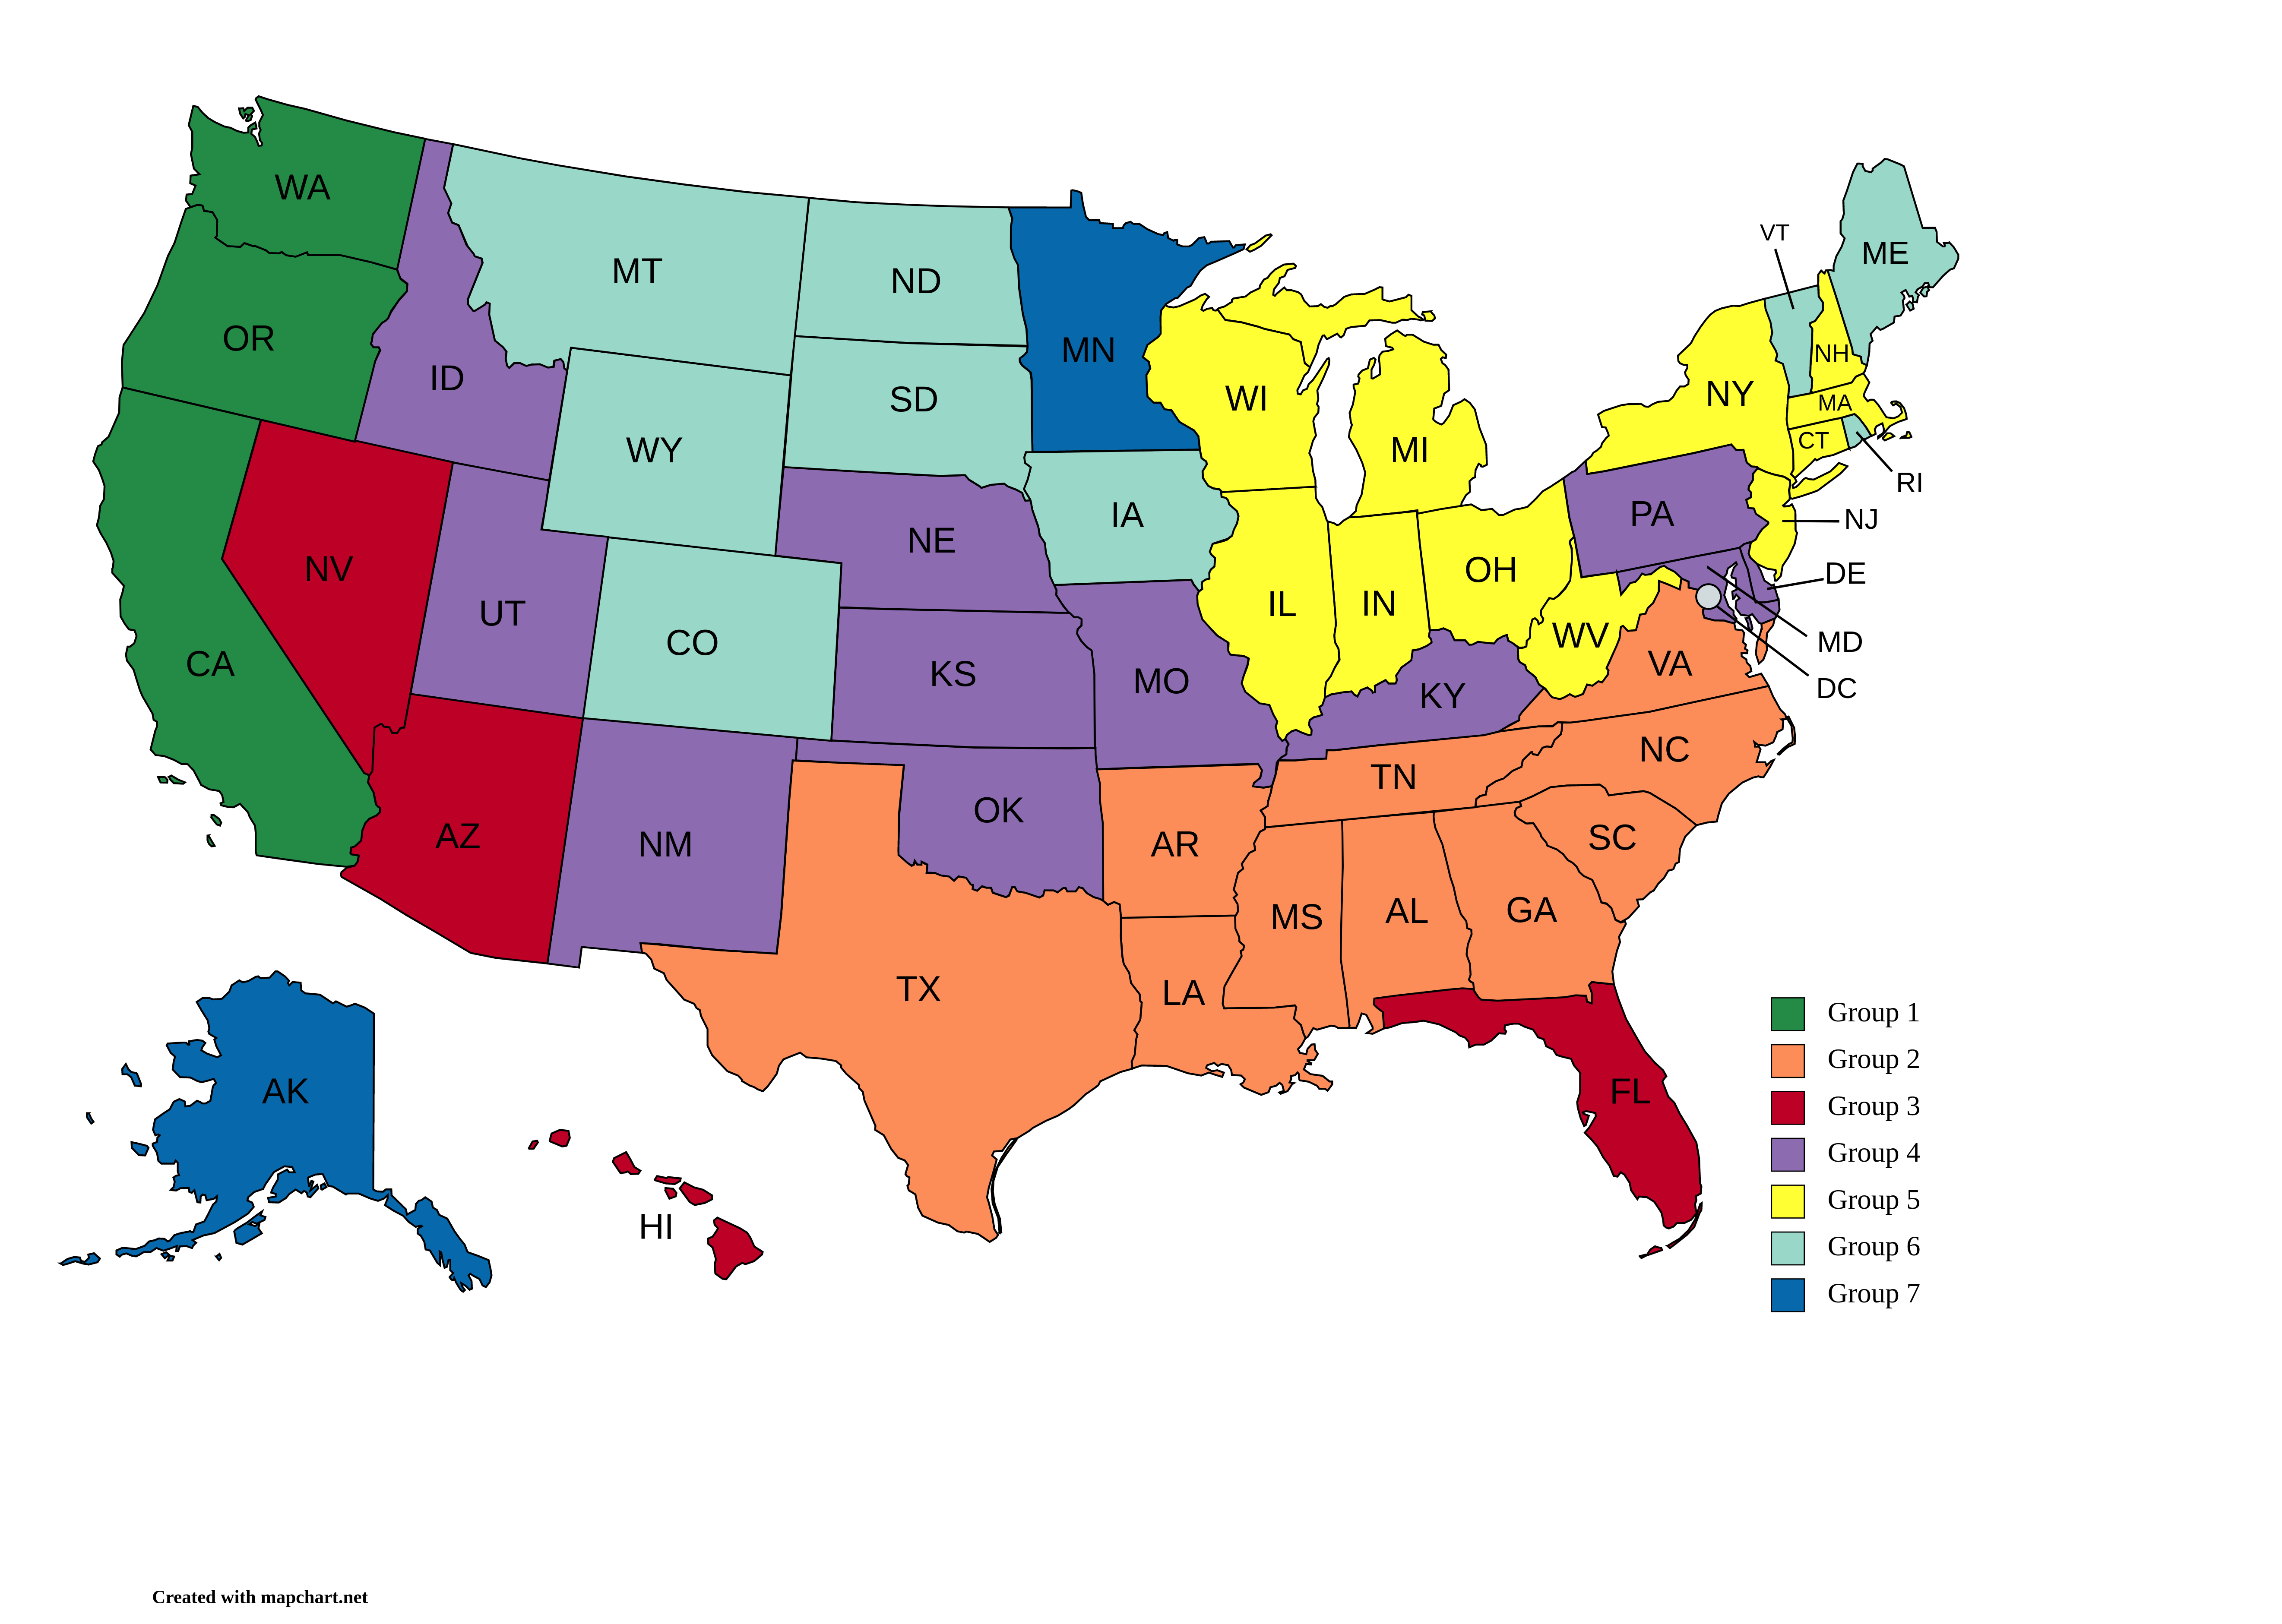 WA
VT
ME
MT
ND
OR
MN
NH
ID
NY
SD
WI
MA
WY
MI
CT
RI
PA
IA
NJ
NE
NV
OH
DE
IL
IN
UT
WV
CO
MD
CA
VA
KS
MO
DC
KY
NC
TN
OK
AZ
NM
AR
SC
MS
AL
GA
TX
LA
Group 1
Group 2
AK
FL
Group 3
Group 4
Group 5
HI
Group 6
Group 7
Created with mapchart.net